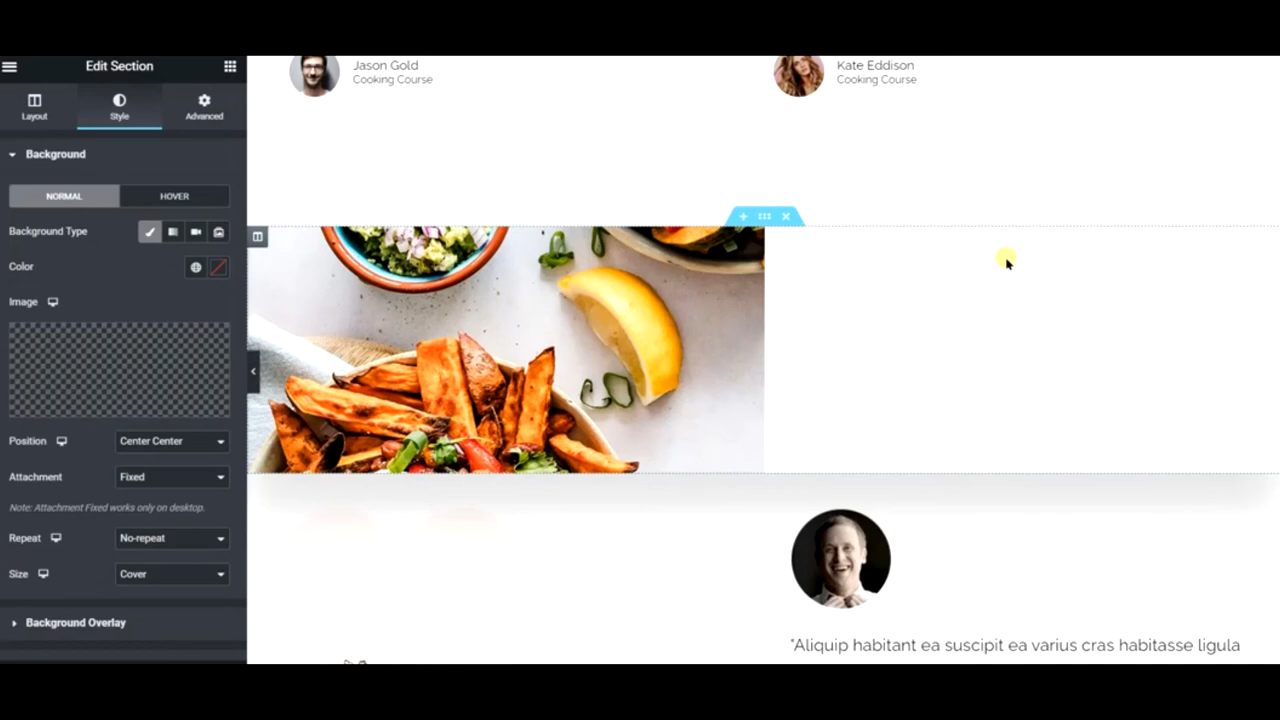 Edit Section
Layout
Style
Advanced
Background
NORMAL
HOVER
Background Type
Color
Image
Position
Center Center
Attachment
Fixed
Note: Attachment Fixed works only on desktop.
Repeat
No-repeat
Size
Cover
Background Overlay
Jason Gold
Cooking Course
Kate Eddison
Cooking Course
"Aliquip habitant ea suscipit ea varius cras habitasse ligula